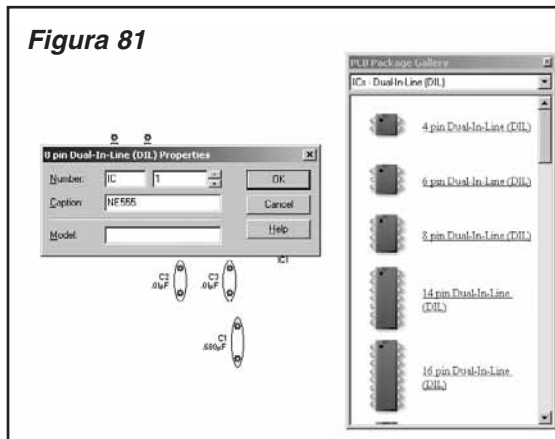 Figura 81
PCB Package Gallery
ICs - Dual-In-Line (DIL)
4 pin Dual-In-Line (DIL)
6 pin Dual-In-Line (DIL)
8 pin Dual-In-Line (DIL)
14 pin Dual-In-Line
(DIL)
16 pin Dual-In-Line
(DIL)
8 pin Dual-In-Line (DIL) Properties
Number: IC 1
OK
Caption: NE555
Cancel
Model:
Help
IC1
C2
.01µF
C3
.01µF
C1
.680µF